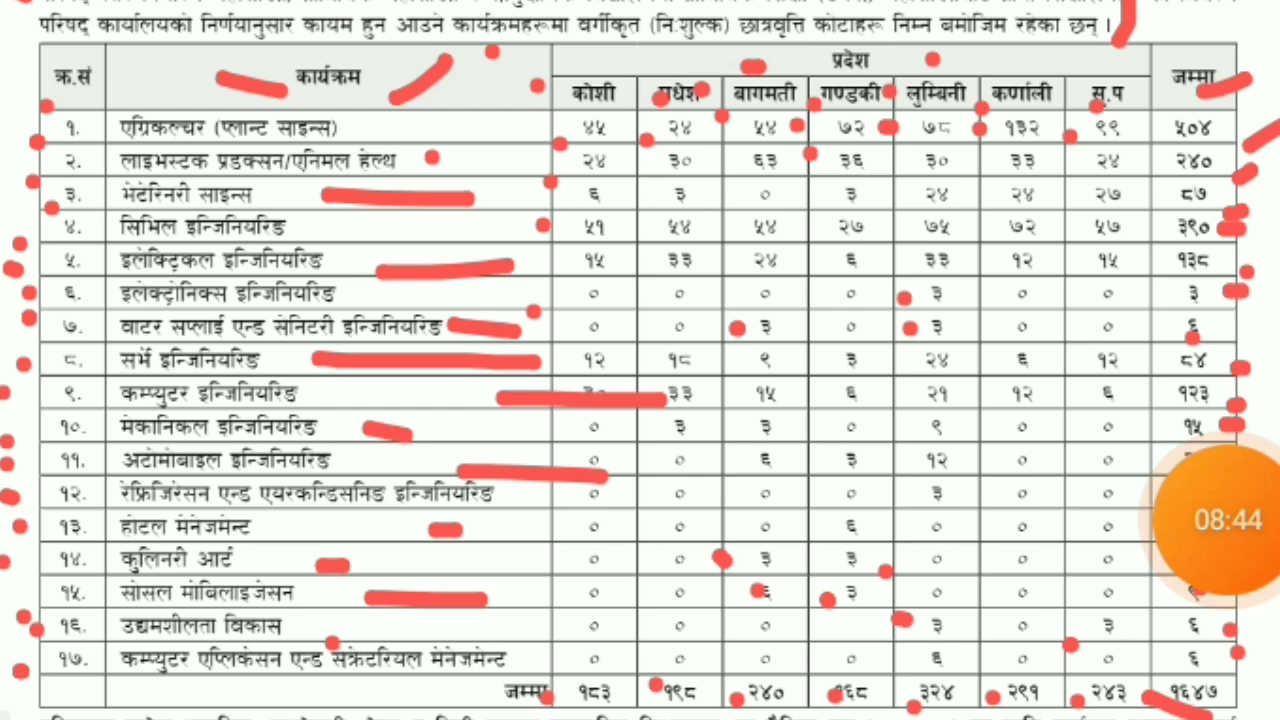 परिषद् कार्यालयको निर्णयानुसार कायम हुन आउने कार्यक्रमहरूमा वर्गीकृत (नि.शुल्क) छात्रवृत्ति कोटाहरू निम्न बमोजिम रहेका छन् ।
क्र.सं कार्यक्रम प्रदेश जम्मा
कोशी मधेश बागमती गण्डकी लुम्बिनी कर्णाली सु.प
१. एग्रिकल्चर (प्लान्ट साइन्स) ४५ २४ ५४ ७२ ७८ १३२ ९९ ५०४
२. लाइभस्टक प्रडक्सन/एनिमल हेल्थ २४ ३० ६३ ३६ ३० ३३ २४ २४०
३. भेटेरिनरी साइन्स ६ ३ ० ३ २४ २४ २७ ८७
४. सिभिल इन्जिनियरिङ ५१ ५४ ५४ २७ ७५ ७२ ५७ ३९०
५. इलेक्ट्रिकल इन्जिनियरिङ १५ ३३ २४ ६ ३३ १२ १५ १३८
६. इलेक्ट्रोनिक्स इन्जिनियरिङ ० ० ० ० ३ ० ० ३
७. वाटर सप्लाई एन्ड सेनिटरी इन्जिनियरिङ ० ० ३ ० ३ ० ० ६
८. सर्भे इन्जिनियरिङ १२ १८ ९ ३ २४ ६ १२ ८४
९. कम्प्युटर इन्जिनियरिङ ३० ३३ १५ ६ २१ १२ ६ १२३
१०. मेकानिकल इन्जिनियरिङ ० ३ ३ ० ९ ० ० १५
११. अटोमोबाइल इन्जिनियरिङ ० ० ६ ३ १२ ० ०
१२. रेफ्रिजिरेसन एन्ड एयरकन्डिसनिङ इन्जिनियरिङ ० ० ० ० ३ ० ०
१३. होटल मेनेजमेन्ट ० ० ० ६ ० ० ०
08:44
१४. कुलिनरी आर्ट ० ० ३ ३ ० ० ०
१५. सोसल मोबिलाइजेसन ० ० ६ ३ ० ० ०
१६. उद्यमशीलता विकास ० ० ० ० ३ ० ३ ६
१७. कम्प्युटर एप्लिकेसन एन्ड सेक्रेटरियल मेनेजमेन्ट ० ० ० ० ६ ० ० ६
जम्मा १८३ १९८ २४० १६८ ३२४ २९१ २४३ १६४७